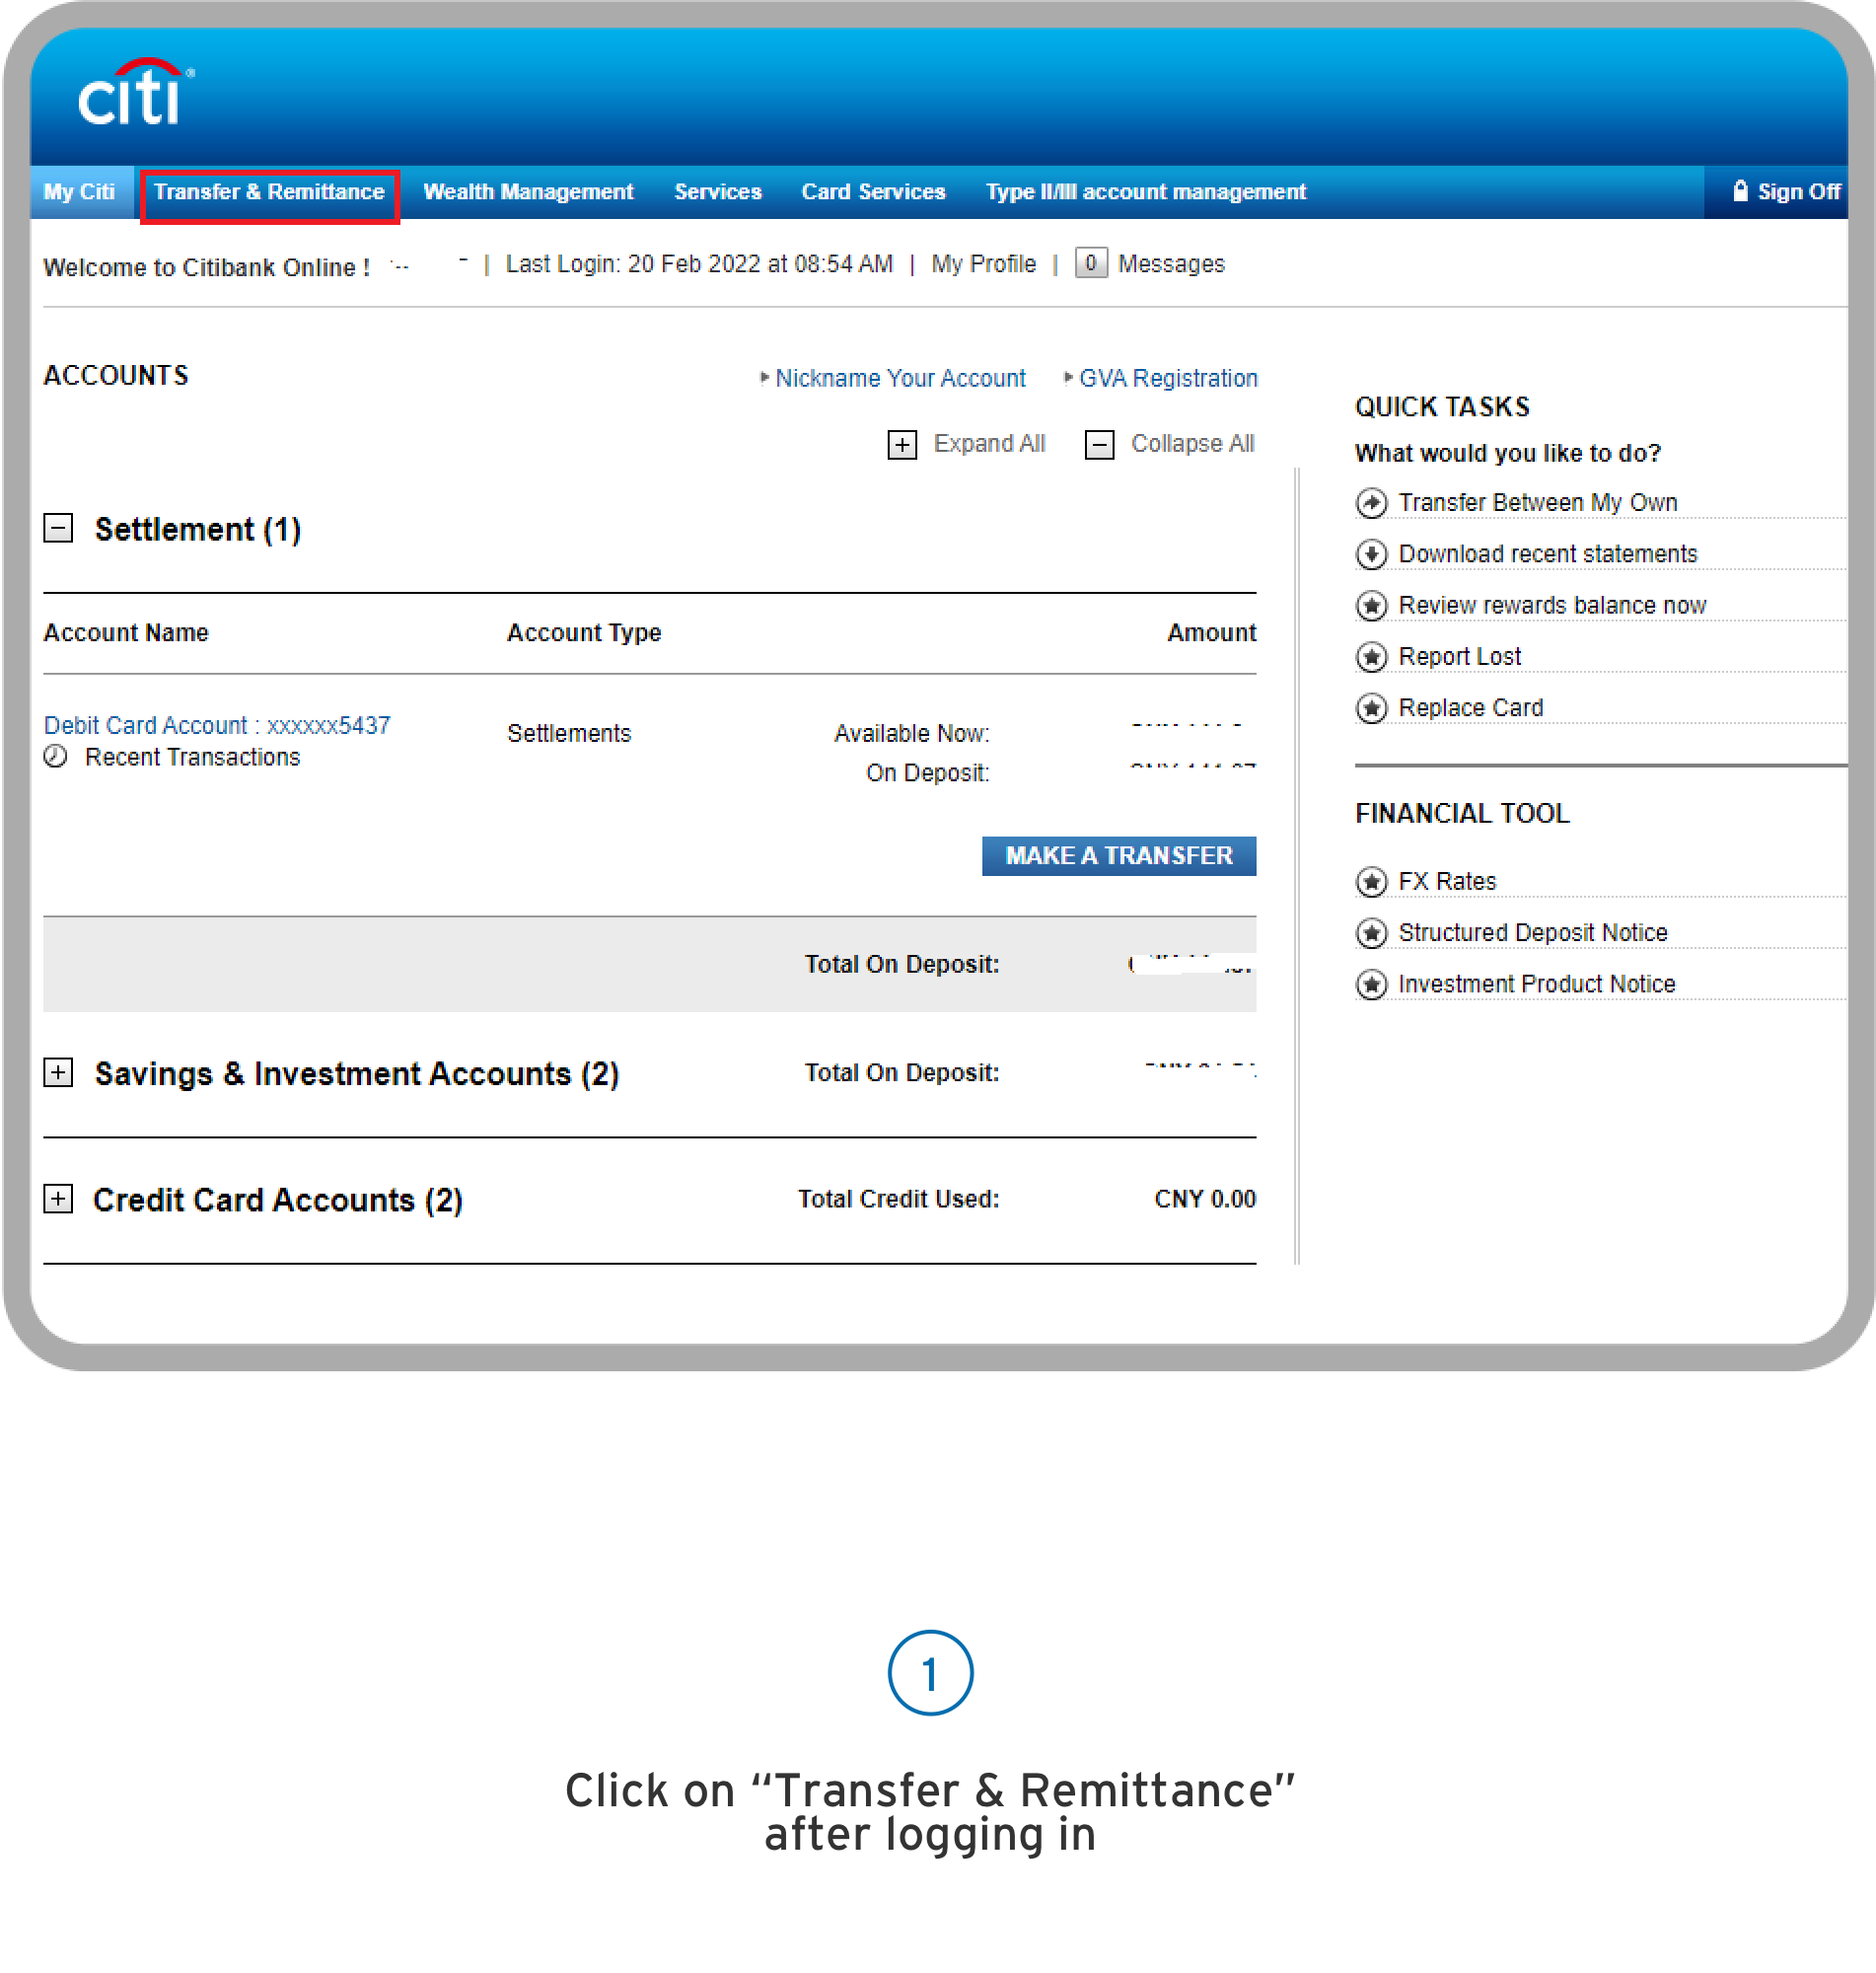 citi®
My Citi Transfer & Remittance Wealth Management Services Card Services Type II/III account management Sign Off
Welcome to Citibank Online ! | Last Login: 20 Feb 2022 at 08:54 AM | My Profile | 0 Messages
ACCOUNTS
Nickname Your Account GVA Registration
Expand All Collapse All
Settlement (1)
Account Name Account Type Amount
Debit Card Account : xxxxxx5437
Recent Transactions
Settlements
Available Now:
On Deposit:
MAKE A TRANSFER
Total On Deposit:
Savings & Investment Accounts (2) Total On Deposit:
Credit Card Accounts (2) Total Credit Used: CNY 0.00
QUICK TASKS
What would you like to do?
Transfer Between My Own
Download recent statements
Review rewards balance now
Report Lost
Replace Card
FINANCIAL TOOL
FX Rates
Structured Deposit Notice
Investment Product Notice
1
Click on “Transfer & Remittance”
after logging in